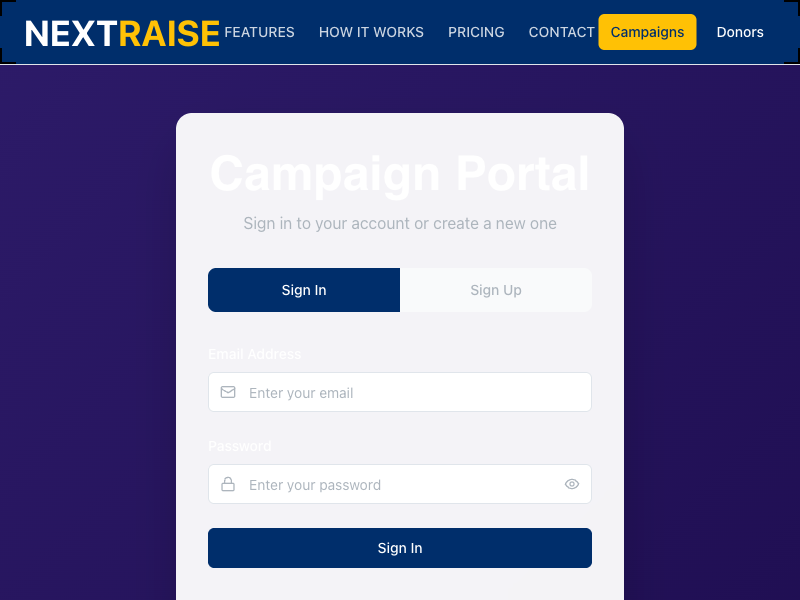 NEXTRAISE FEATURES HOW IT WORKS PRICING CONTACT Campaigns Donors
Campaign Portal
Sign in to your account or create a new one
Sign In Sign Up
Email Address
Enter your email
Password
Enter your password
Sign In